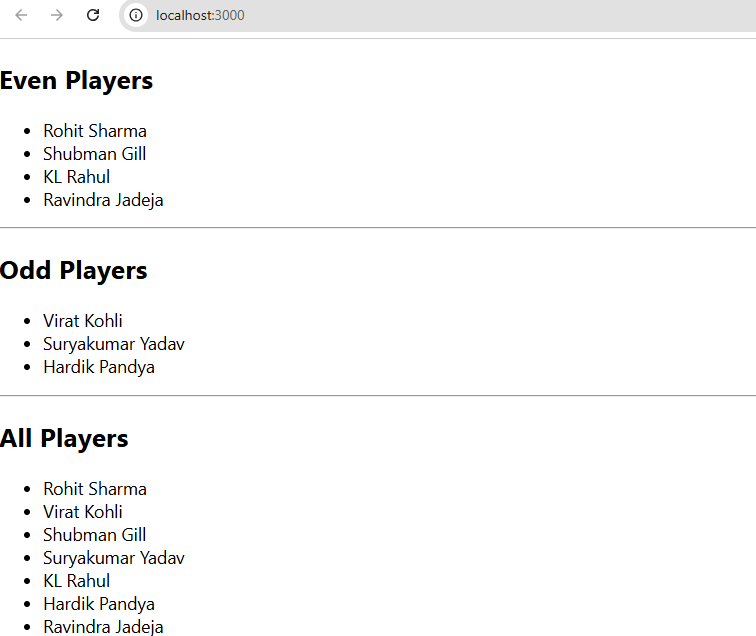 localhost:3000
Even Players
Rohit Sharma
Shubman Gill
KL Rahul
Ravindra Jadeja
Odd Players
Virat Kohli
Suryakumar Yadav
Hardik Pandya
All Players
Rohit Sharma
Virat Kohli
Shubman Gill
Suryakumar Yadav
KL Rahul
Hardik Pandya
Ravindra Jadeja